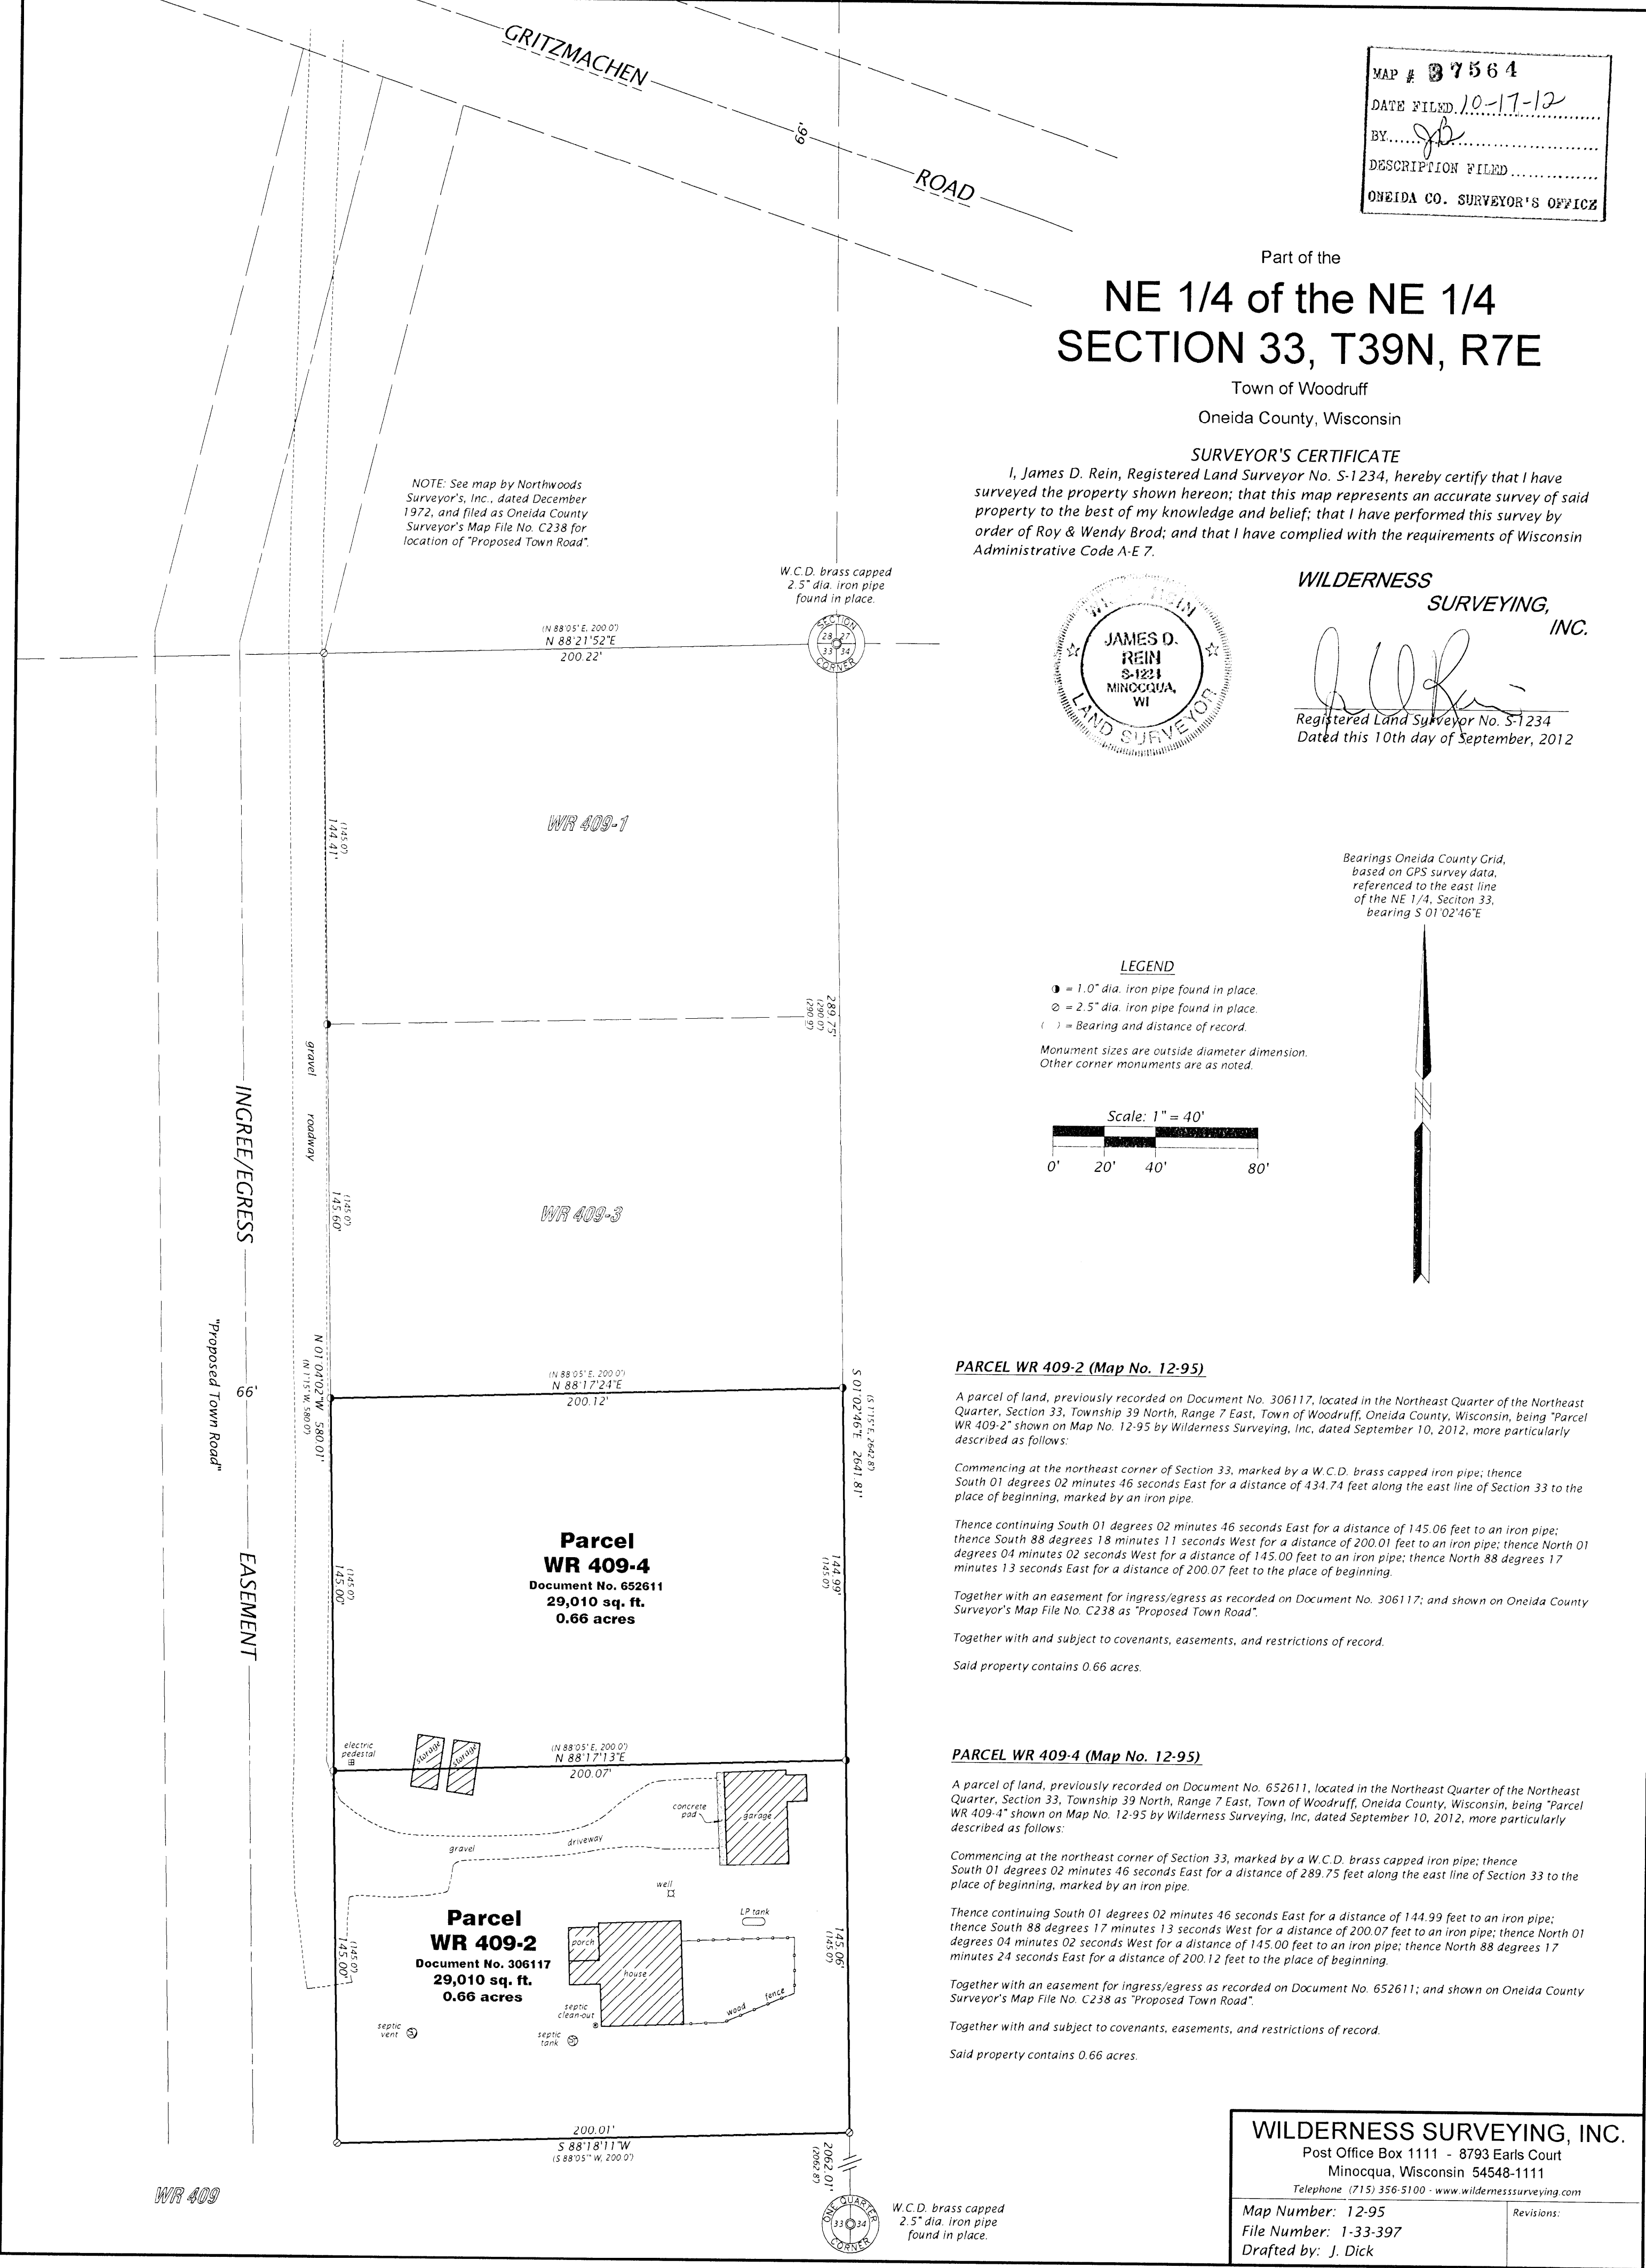 GRITZMACHEN
ROAD
66'
MAP # 37564
DATE FILED 10-17-12
BY JB
DESCRIPTION FILED
ONEIDA CO. SURVEYOR'S OFFICE
Part of the
NE 1/4 of the NE 1/4
SECTION 33, T39N, R7E
Town of Woodruff
Oneida County, Wisconsin
SURVEYOR'S CERTIFICATE
I, James D. Rein, Registered Land Surveyor No. S-1234, hereby certify that I have
surveyed the property shown hereon; that this map represents an accurate survey of said
property to the best of my knowledge and belief; that I have performed this survey by
order of Roy & Wendy Brod; and that I have complied with the requirements of Wisconsin
Administrative Code A-E 7.
JAMES D.
REIN
S-1234
MINOCQUA,
WI
LAND SURVEYOR
WILDERNESS
SURVEYING,
INC.
Registered Land Surveyor No. S-1234
Dated this 10th day of September, 2012
NOTE: See map by Northwoods
Surveyor's, Inc., dated December
1972, and filed as Oneida County
Surveyor's Map File No. C238 for
location of "Proposed Town Road".
W.C.D. brass capped
2.5" dia. iron pipe
found in place.
SECTION
28 27
33 34
CORNER
(N 88°05' E, 200.0')
N 88°21'52"E
200.22'
(145.0')
144.41'
WR 409-1
289.75'
(290.0')
(290.9')
gravel roadway
(145.0')
145.60'
WR 409-3
INGREE/EGRESS
66'
EASEMENT
"Proposed Town Road"
N 01°04'02"W 580.01'
(N 1°15' W, 580.0')
(N 88°05' E, 200.0')
N 88°17'24"E
200.12'
(S 1°15' E, 2642.8')
S 01°02'46"E 2641.81'
Parcel
WR 409-4
Document No. 652611
29,010 sq. ft.
0.66 acres
(145.0')
145.00'
144.99'
(145.0')
electric
pedestal
storage
storage
(N 88°05' E, 200.0')
N 88°17'13"E
200.07'
concrete
pad
garage
gravel driveway
well
LP tank
porch
house
wood fence
septic
clean-out
septic
vent
septic
tank
Parcel
WR 409-2
Document No. 306117
29,010 sq. ft.
0.66 acres
(145.0')
145.00'
145.06'
(145.0')
200.01'
S 88°18'11"W
(S 88°05" W, 200.0')
2062.01'
(2062.8')
WR 409
ONE QUARTER
33 34
CORNER
W.C.D. brass capped
2.5" dia. iron pipe
found in place.
Bearings Oneida County Grid,
based on GPS survey data,
referenced to the east line
of the NE 1/4, Seciton 33,
bearing S 01°02'46"E
N
LEGEND
= 1.0" dia. iron pipe found in place.
= 2.5" dia. iron pipe found in place.
( ) = Bearing and distance of record.
Monument sizes are outside diameter dimension.
Other corner monuments are as noted.
Scale: 1" = 40'
0' 20' 40' 80'
PARCEL WR 409-2 (Map No. 12-95)
A parcel of land, previously recorded on Document No. 306117, located in the Northeast Quarter of the Northeast
Quarter, Section 33, Township 39 North, Range 7 East, Town of Woodruff, Oneida County, Wisconsin, being "Parcel
WR 409-2" shown on Map No. 12-95 by Wilderness Surveying, Inc, dated September 10, 2012, more particularly
described as follows:
Commencing at the northeast corner of Section 33, marked by a W.C.D. brass capped iron pipe; thence
South 01 degrees 02 minutes 46 seconds East for a distance of 434.74 feet along the east line of Section 33 to the
place of beginning, marked by an iron pipe.
Thence continuing South 01 degrees 02 minutes 46 seconds East for a distance of 145.06 feet to an iron pipe;
thence South 88 degrees 18 minutes 11 seconds West for a distance of 200.01 feet to an iron pipe; thence North 01
degrees 04 minutes 02 seconds West for a distance of 145.00 feet to an iron pipe; thence North 88 degrees 17
minutes 13 seconds East for a distance of 200.07 feet to the place of beginning.
Together with an easement for ingress/egress as recorded on Document No. 306117; and shown on Oneida County
Surveyor's Map File No. C238 as "Proposed Town Road".
Together with and subject to covenants, easements, and restrictions of record.
Said property contains 0.66 acres.
PARCEL WR 409-4 (Map No. 12-95)
A parcel of land, previously recorded on Document No. 652611, located in the Northeast Quarter of the Northeast
Quarter, Section 33, Township 39 North, Range 7 East, Town of Woodruff, Oneida County, Wisconsin, being "Parcel
WR 409-4" shown on Map No. 12-95 by Wilderness Surveying, Inc, dated September 10, 2012, more particularly
described as follows:
Commencing at the northeast corner of Section 33, marked by a W.C.D. brass capped iron pipe; thence
South 01 degrees 02 minutes 46 seconds East for a distance of 289.75 feet along the east line of Section 33 to the
place of beginning, marked by an iron pipe.
Thence continuing South 01 degrees 02 minutes 46 seconds East for a distance of 144.99 feet to an iron pipe;
thence South 88 degrees 17 minutes 13 seconds West for a distance of 200.07 feet to an iron pipe; thence North 01
degrees 04 minutes 02 seconds West for a distance of 145.00 feet to an iron pipe; thence North 88 degrees 17
minutes 24 seconds East for a distance of 200.12 feet to the place of beginning.
Together with an easement for ingress/egress as recorded on Document No. 652611; and shown on Oneida County
Surveyor's Map File No. C238 as "Proposed Town Road".
Together with and subject to covenants, easements, and restrictions of record.
Said property contains 0.66 acres.
WILDERNESS SURVEYING, INC.
Post Office Box 1111 - 8793 Earls Court
Minocqua, Wisconsin 54548-1111
Telephone (715) 356-5100 - www.wildernesssurveying.com
Map Number: 12-95
File Number: 1-33-397
Drafted by: J. Dick
Revisions: